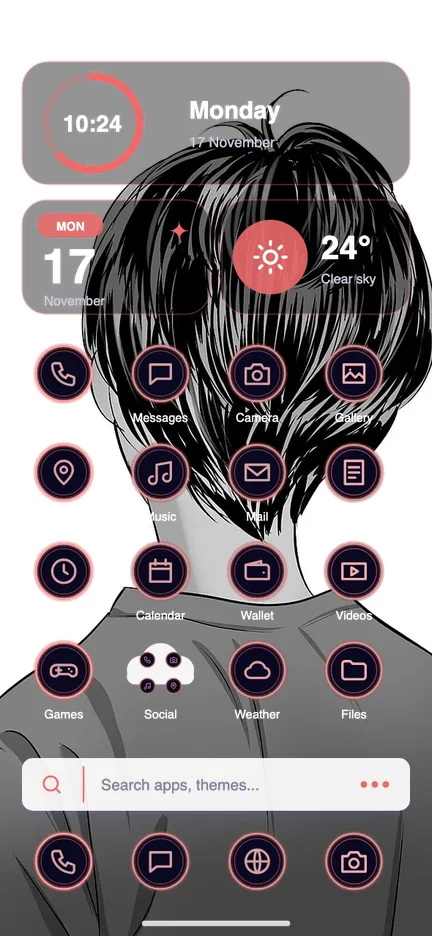 10:24
Monday
17 November
MON
17
November
24°
Clear sky
Messages
Camera
Gallery
Mail
Calendar
Wallet
Videos
Games
Social
Weather
Files
Search apps, themes...